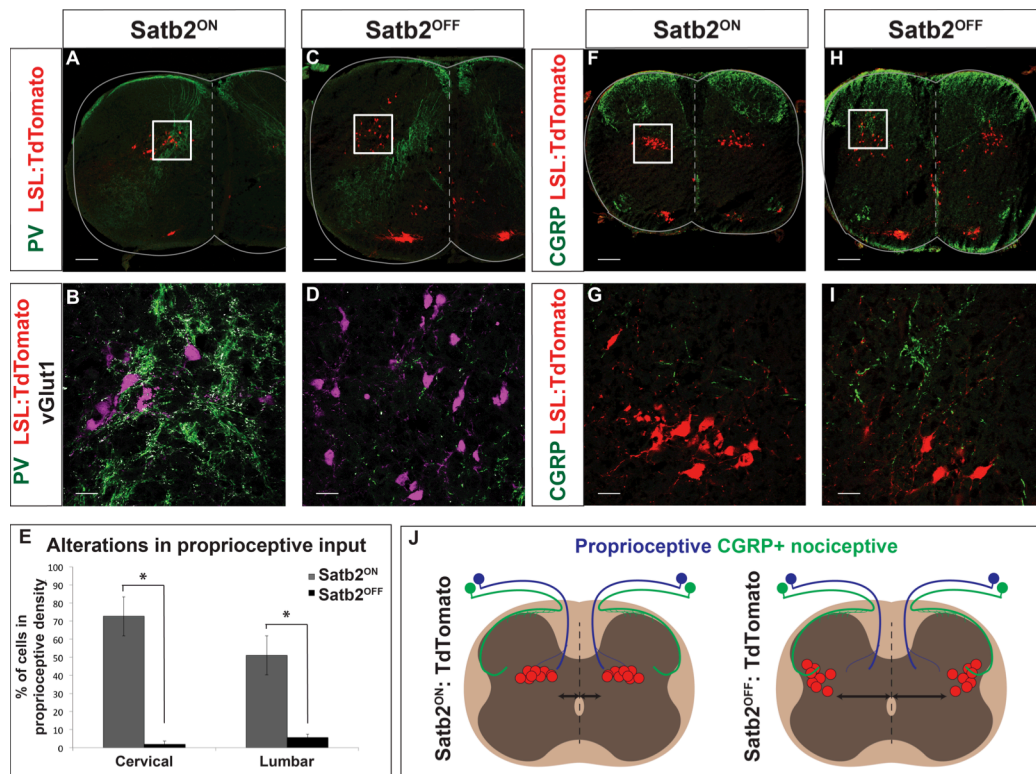 Satb2ON
Satb2OFF
Satb2ON
Satb2OFF
PV LSL:TdTomato
A
C
CGRP LSL:TdTomato
F
H
PV LSL:TdTomato
vGlut1
B
D
CGRP LSL:TdTomato
G
I
E
Alterations in proprioceptive input
% of cells in
proprioceptive density
100
90
80
70
60
50
40
30
20
10
0
*
*
Satb2ON
Satb2OFF
Cervical
Lumbar
J
Proprioceptive CGRP+ nociceptive
Satb2ON: TdTomato
Satb2OFF: TdTomato